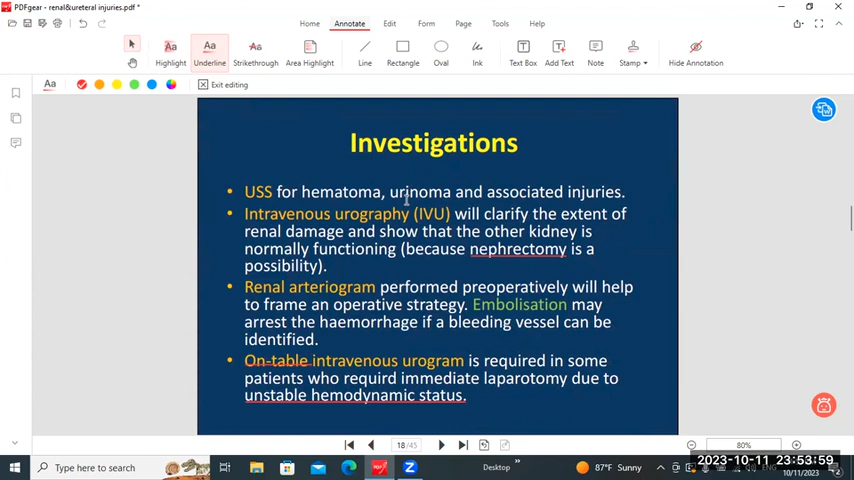 PDFgear - renal&ureteral injuries.pdf *
Home Annotate Edit Form Page Tools Help
Highlight Underline Strikethrough Area Highlight Line Rectangle Oval Ink Text Box Add Text Note Stamp Hide Annotation
Exit editing
Investigations
• USS for hematoma, urinoma and associated injuries.
• Intravenous urography (IVU) will clarify the extent of
renal damage and show that the other kidney is
normally functioning (because nephrectomy is a
possibility).
• Renal arteriogram performed preoperatively will help
to frame an operative strategy. Embolisation may
arrest the haemorrhage if a bleeding vessel can be
identified.
• On-table intravenous urogram is required in some
patients who requird immediate laparotomy due to
unstable hemodynamic status.
18 /45
80%
Type here to search
Desktop
87°F Sunny
2023-10-11 23:53:59
10/11/2023